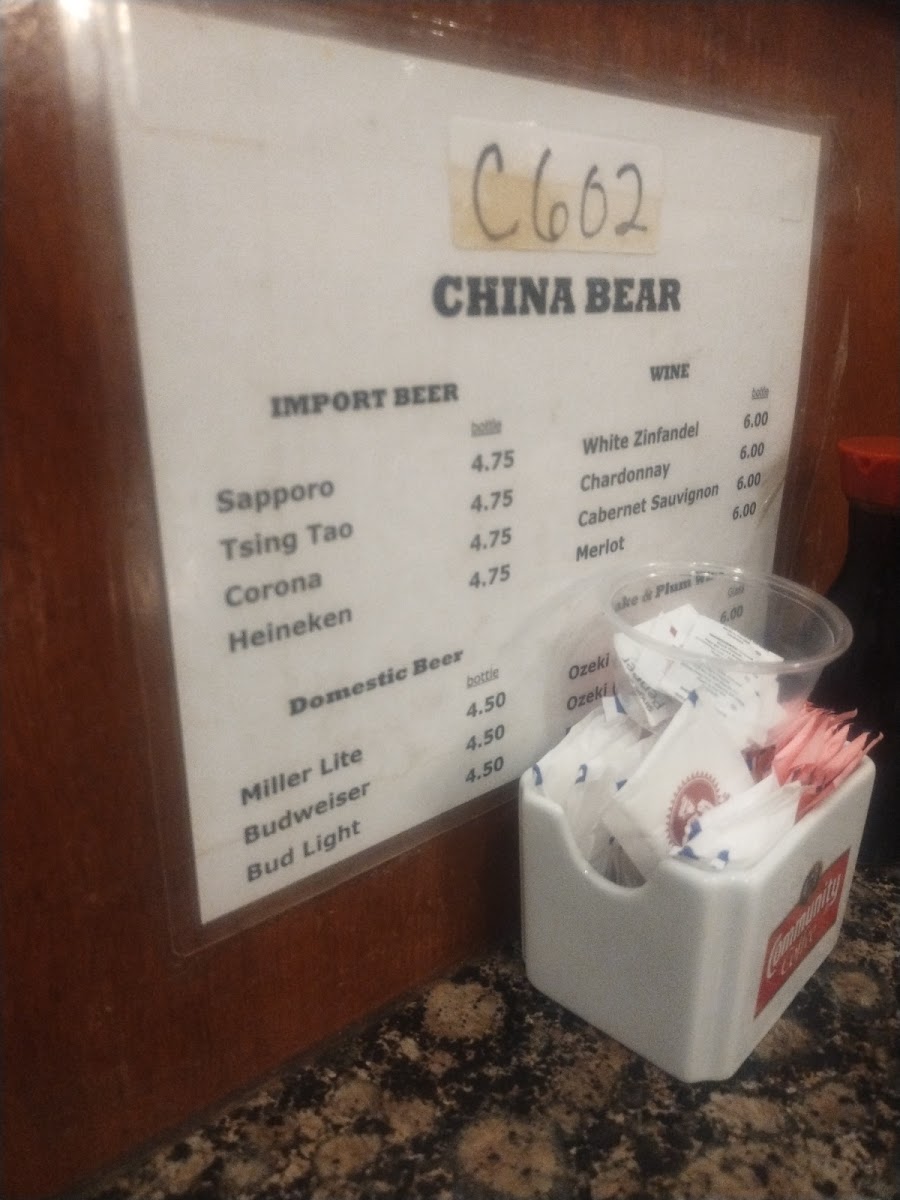 C602
CHINA BEAR
IMPORT BEER
bottle
Sapporo 4.75
Tsing Tao 4.75
Corona 4.75
Heineken 4.75
Domestic Beer
bottle
Miller Lite 4.50
Budweiser 4.50
Bud Light 4.50
WINE
bottle
White Zinfandel 6.00
Chardonnay 6.00
Cabernet Sauvignon 6.00
Merlot 6.00
& Plum
6.00
Ozeki
Ozeki
Community
COFFEE